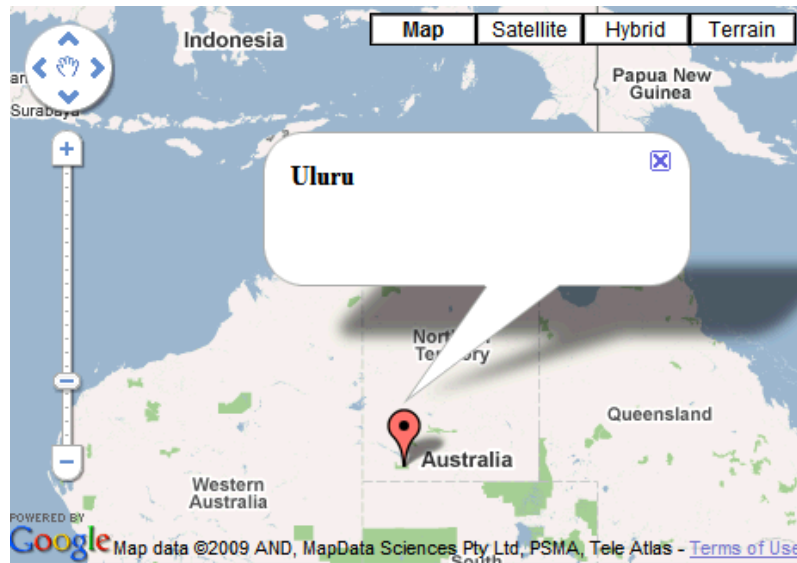 Indonesia
Map Satellite Hybrid Terrain
Papua New
Guinea
Surabaya
Uluru
Northern
Territory
Queensland
Australia
Western
Australia
POWERED BY
Google
Map data ©2009 AND, MapData Sciences Pty Ltd, PSMA, Tele Atlas - Terms of Use
South